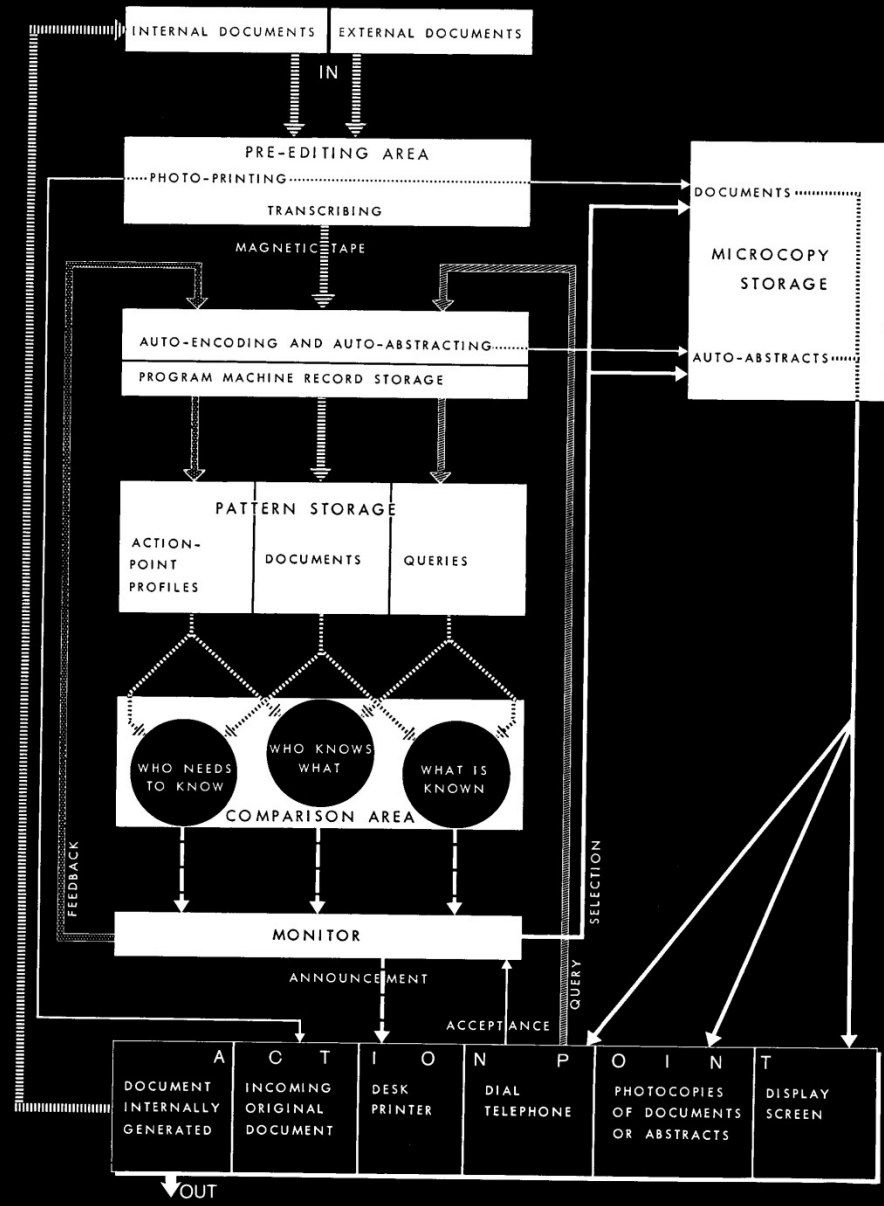 INTERNAL DOCUMENTS
EXTERNAL DOCUMENTS
IN
PRE-EDITING AREA
PHOTO-PRINTING
TRANSCRIBING
MAGNETIC TAPE
DOCUMENTS
MICROCOPY
STORAGE
AUTO-ABSTRACTS
AUTO-ENCODING AND AUTO-ABSTRACTING
PROGRAM MACHINE RECORD STORAGE
PATTERN STORAGE
ACTION-
POINT
PROFILES
DOCUMENTS
QUERIES
WHO NEEDS
TO KNOW
WHO KNOWS
WHAT
WHAT IS
KNOWN
COMPARISON AREA
FEEDBACK
SELECTION
MONITOR
ANNOUNCEMENT
QUERY
ACCEPTANCE
ACTION POINT
DOCUMENT
INTERNALLY
GENERATED
INCOMING
ORIGINAL
DOCUMENT
DESK
PRINTER
DIAL
TELEPHONE
PHOTOCOPIES
OF DOCUMENTS
OR ABSTRACTS
DISPLAY
SCREEN
OUT